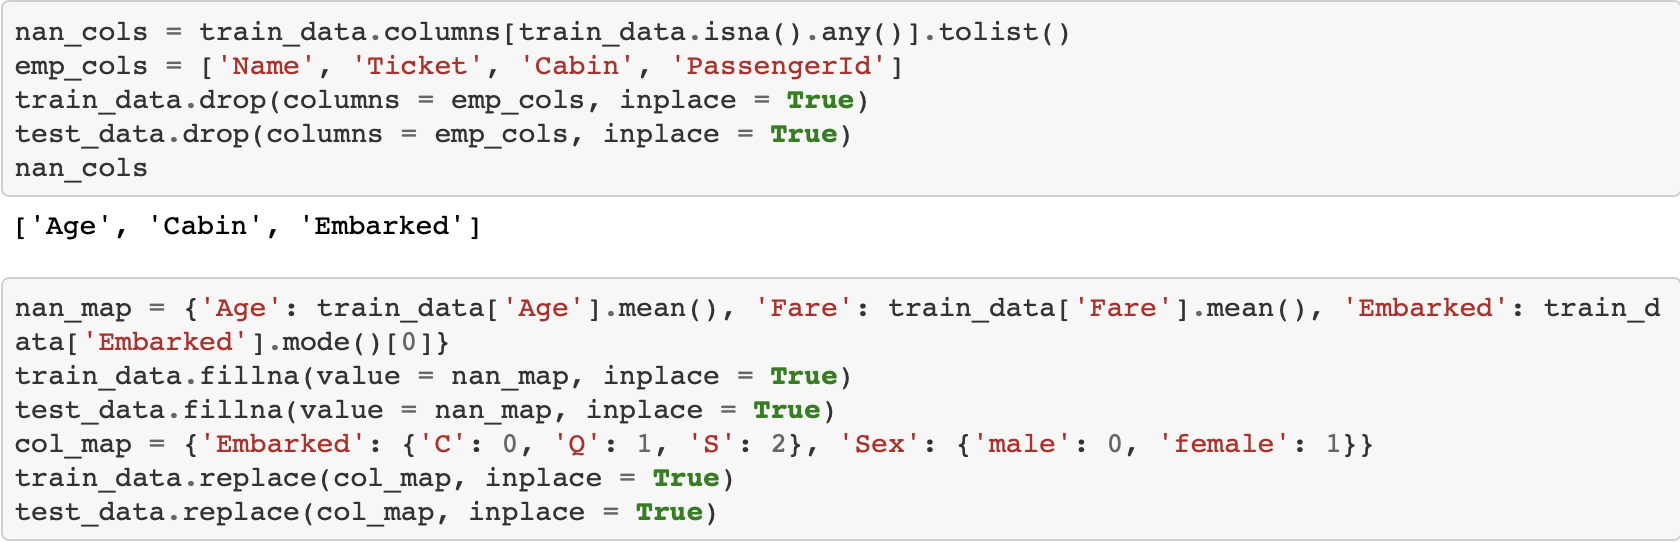 nan_cols = train_data.columns[train_data.isna().any()].tolist()
emp_cols = ['Name', 'Ticket', 'Cabin', 'PassengerId']
train_data.drop(columns = emp_cols, inplace = True)
test_data.drop(columns = emp_cols, inplace = True)
nan_cols
['Age', 'Cabin', 'Embarked']
nan_map = {'Age': train_data['Age'].mean(), 'Fare': train_data['Fare'].mean(), 'Embarked': train_d
ata['Embarked'].mode()[0]}
train_data.fillna(value = nan_map, inplace = True)
test_data.fillna(value = nan_map, inplace = True)
col_map = {'Embarked': {'C': 0, 'Q': 1, 'S': 2}, 'Sex': {'male': 0, 'female': 1}}
train_data.replace(col_map, inplace = True)
test_data.replace(col_map, inplace = True)